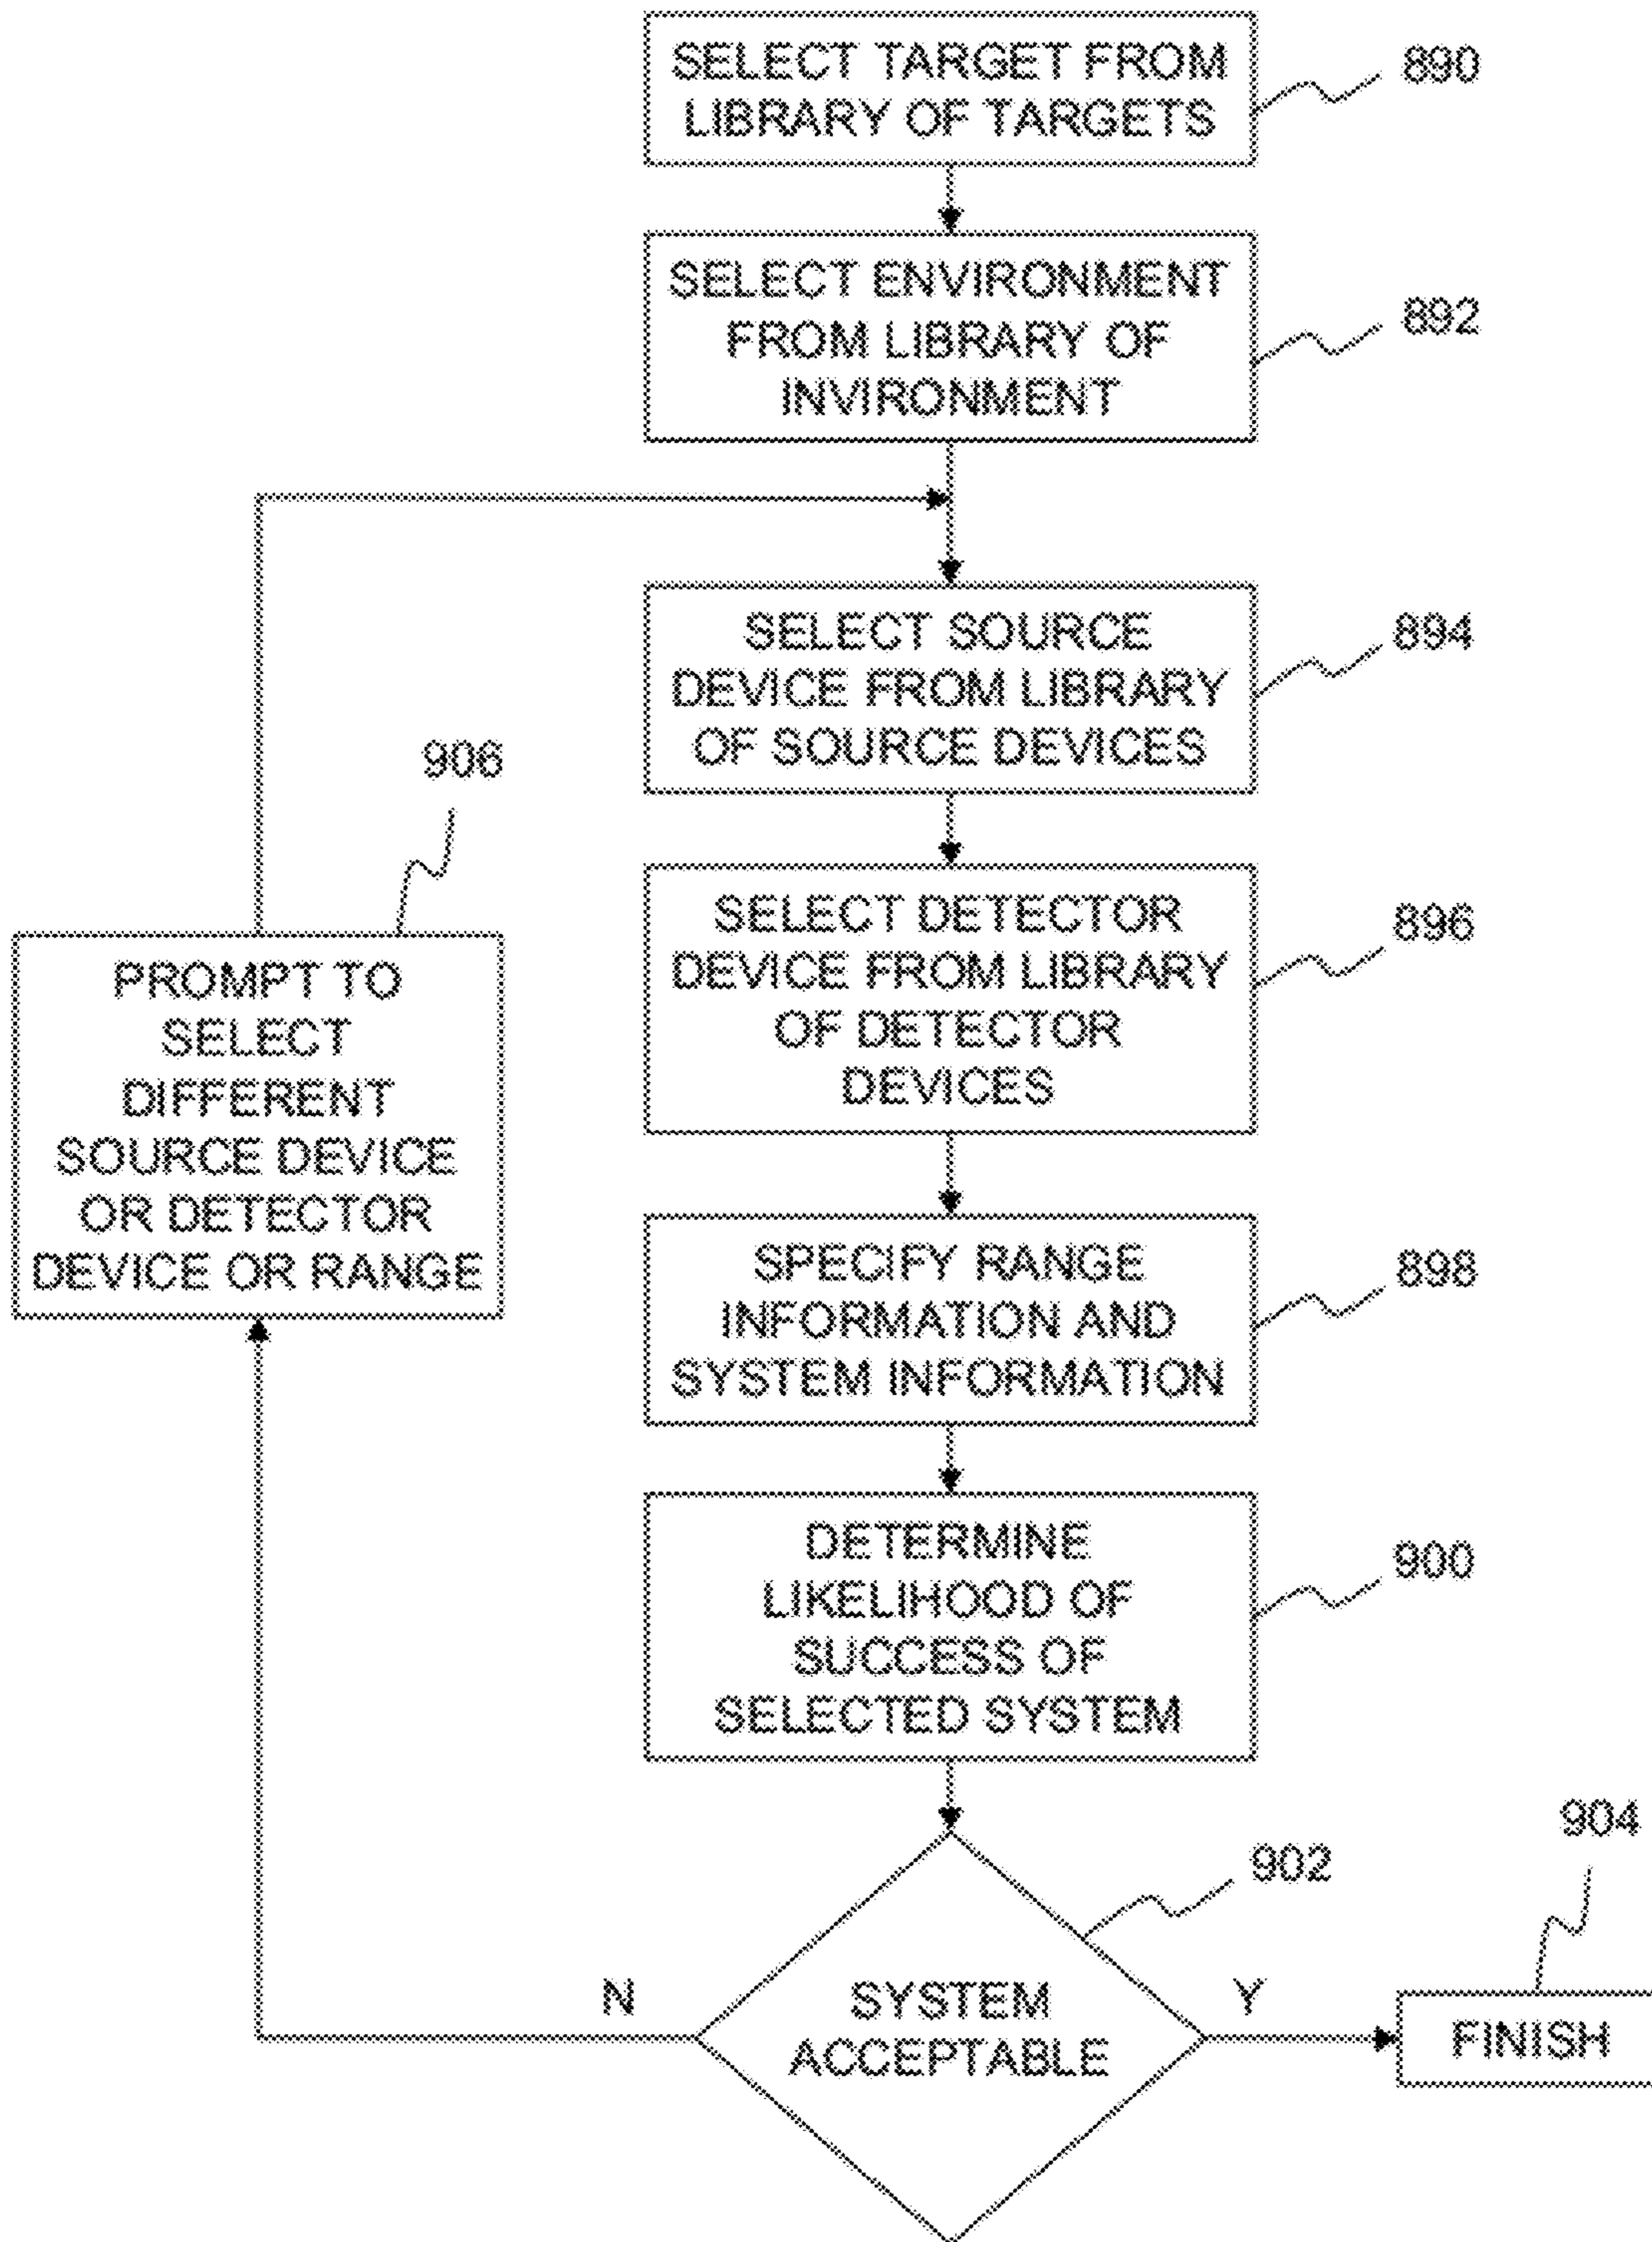 SELECT TARGET FROM
LIBRARY OF TARGETS
890
SELECT ENVIRONMENT
FROM LIBRARY OF
INVIRONMENT
892
SELECT SOURCE
DEVICE FROM LIBRARY
OF SOURCE DEVICES
894
SELECT DETECTOR
DEVICE FROM LIBRARY
OF DETECTOR
DEVICES
896
SPECIFY RANGE
INFORMATION AND
SYSTEM INFORMATION
898
DETERMINE
LIKELIHOOD OF
SUCCESS OF
SELECTED SYSTEM
900
SYSTEM
ACCEPTABLE
902
Y
FINISH
904
N
PROMPT TO
SELECT
DIFFERENT
SOURCE DEVICE
OR DETECTOR
DEVICE OR RANGE
906